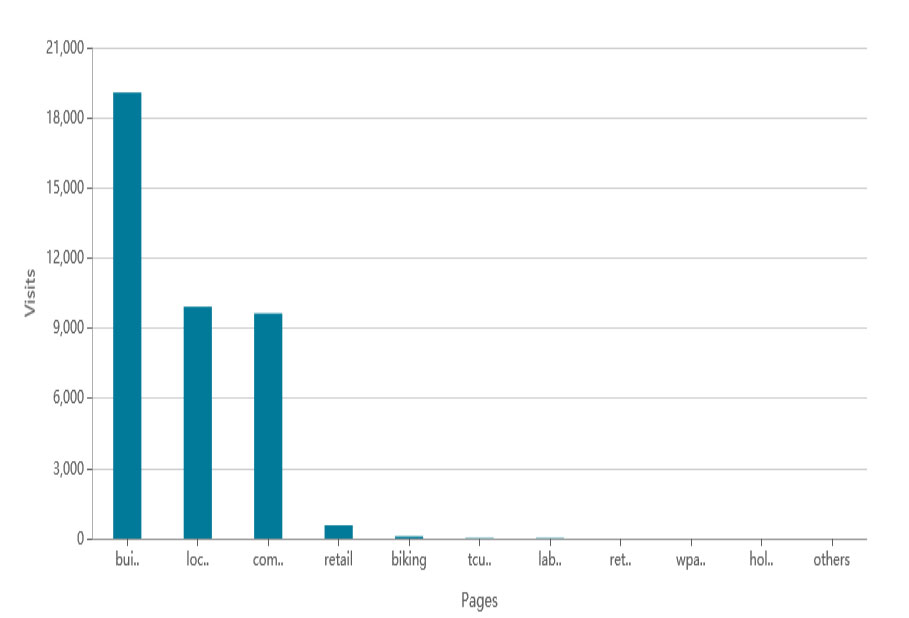 21,000
18,000
15,000
12,000
9,000
6,000
3,000
0
Visits
bui.. loc.. com.. retail biking tcu.. lab.. ret.. wpa.. hol.. others
Pages